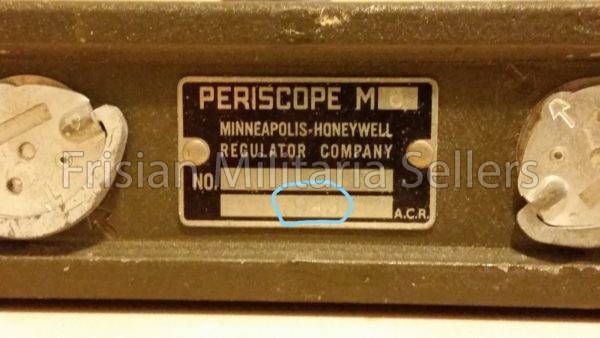 PERISCOPE M
MINNEAPOLIS-HONEYWELL
REGULATOR COMPANY
Frisian Militaria Sellers
NO.
A.C.R.